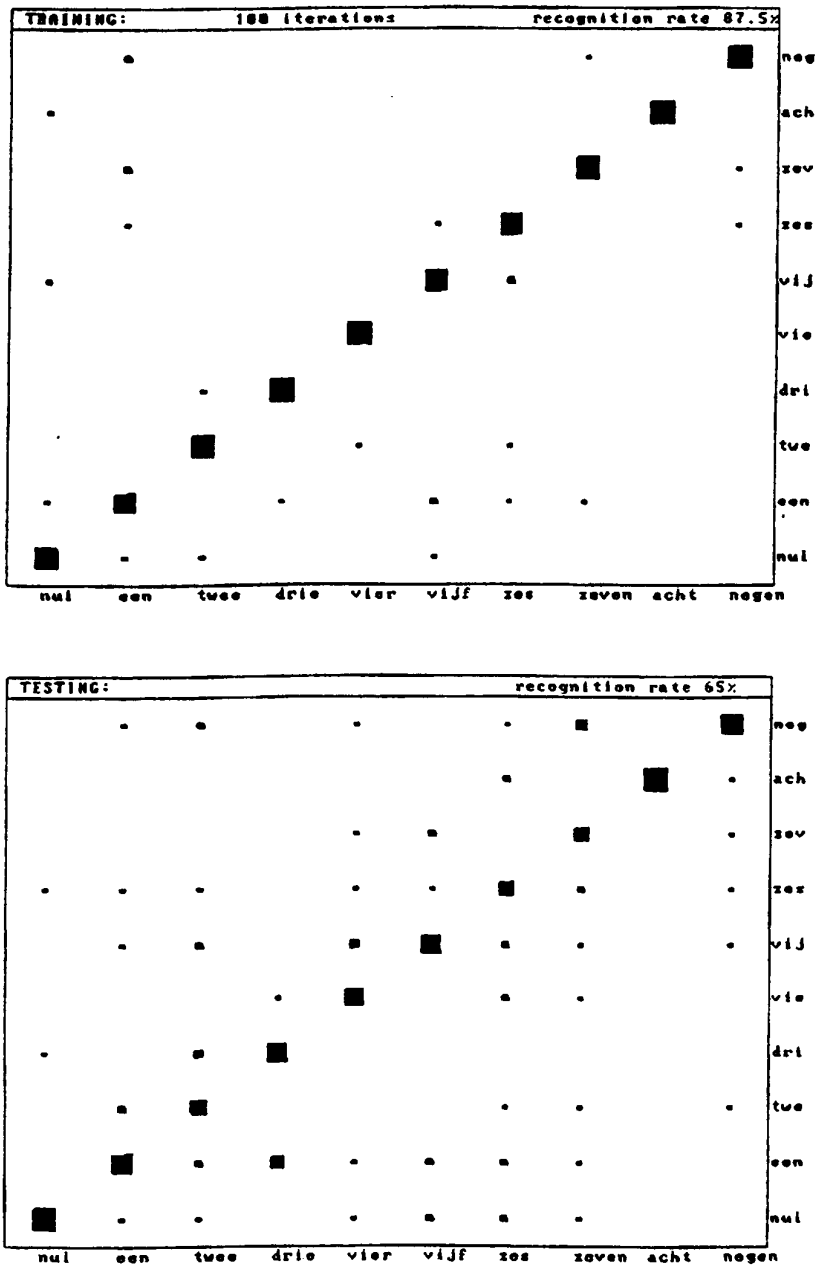 TRAINING: 100 iterations recognition rate 87.5%
neg
ach
zev
zes
vij
vie
dri
twe
een
nul
nul een twee drie vier vijf zes zeven acht negen
TESTING: recognition rate 65%
neg
ach
zev
zes
vij
vie
dri
twe
een
nul
nul een twee drie vier vijf zes zeven acht negen